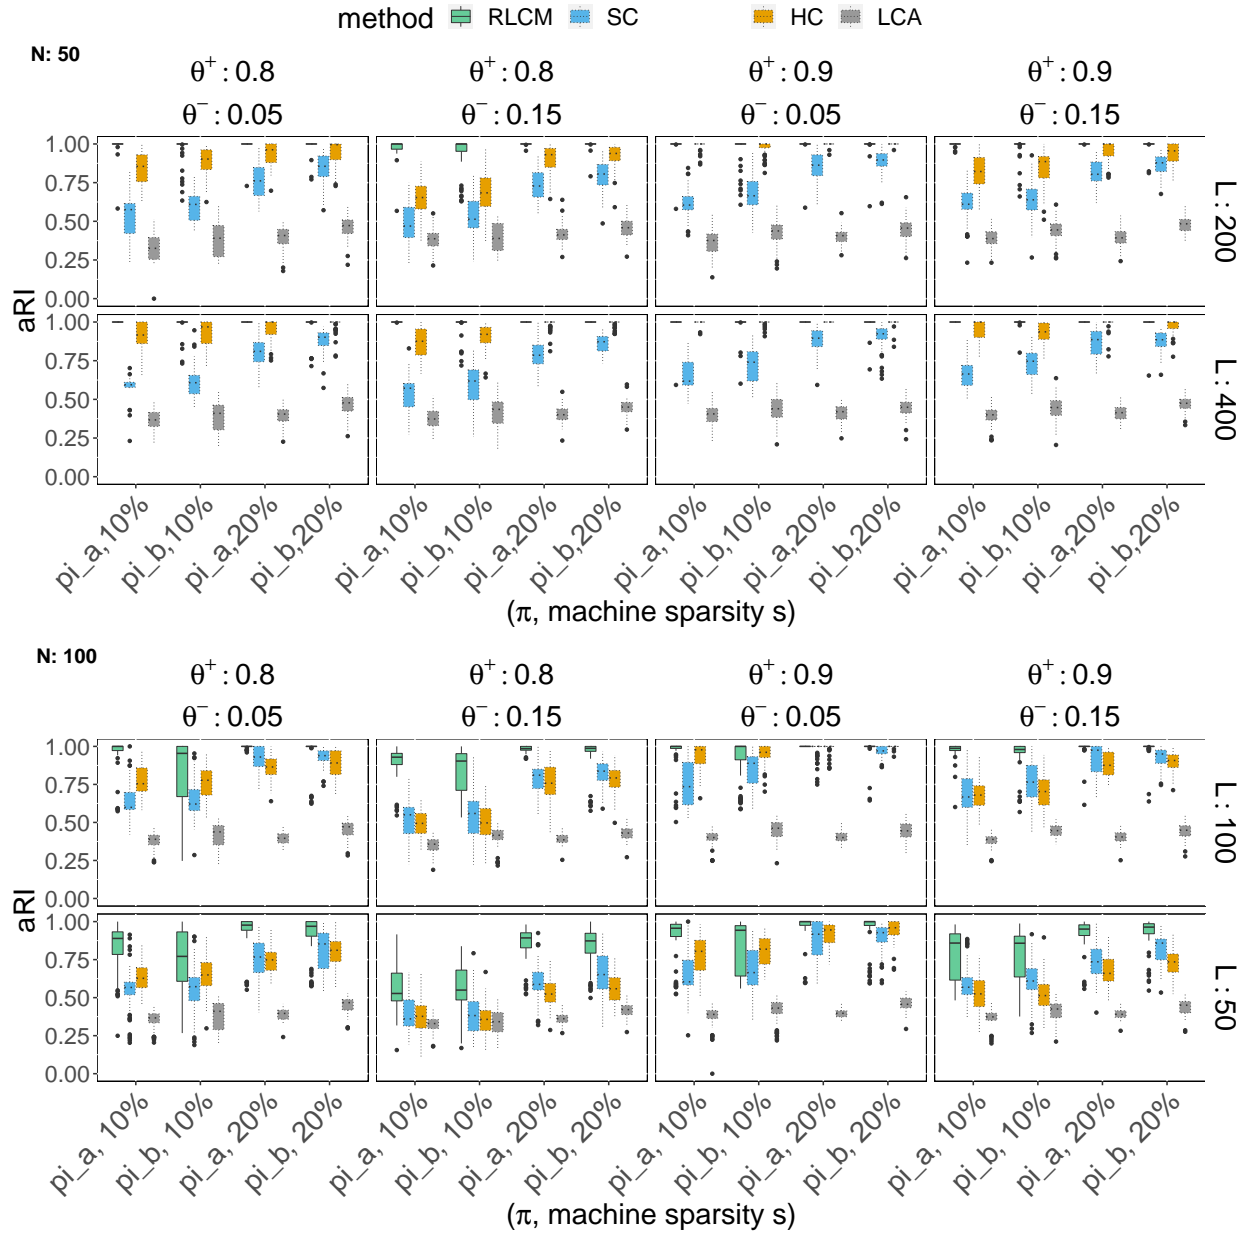 method RLCM SC HC LCA
N: 50
θ⁺ : 0.8 θ⁺ : 0.8 θ⁺ : 0.9 θ⁺ : 0.9
θ⁻ : 0.05 θ⁻ : 0.15 θ⁻ : 0.05 θ⁻ : 0.15
1.00
0.75
0.50
0.25
0.00
L : 200
aRI
1.00
0.75
0.50
0.25
0.00
L : 400
pi_a, 10% pi_b, 10% pi_a, 20% pi_b, 20% pi_a, 10% pi_b, 10% pi_a, 20% pi_b, 20% pi_a, 10% pi_b, 10% pi_a, 20% pi_b, 20% pi_a, 10% pi_b, 10% pi_a, 20% pi_b, 20%
(π, machine sparsity s)
N: 100
θ⁺ : 0.8 θ⁺ : 0.8 θ⁺ : 0.9 θ⁺ : 0.9
θ⁻ : 0.05 θ⁻ : 0.15 θ⁻ : 0.05 θ⁻ : 0.15
1.00
0.75
0.50
0.25
0.00
L : 100
aRI
1.00
0.75
0.50
0.25
0.00
L : 50
pi_a, 10% pi_b, 10% pi_a, 20% pi_b, 20% pi_a, 10% pi_b, 10% pi_a, 20% pi_b, 20% pi_a, 10% pi_b, 10% pi_a, 20% pi_b, 20% pi_a, 10% pi_b, 10% pi_a, 20% pi_b, 20%
(π, machine sparsity s)